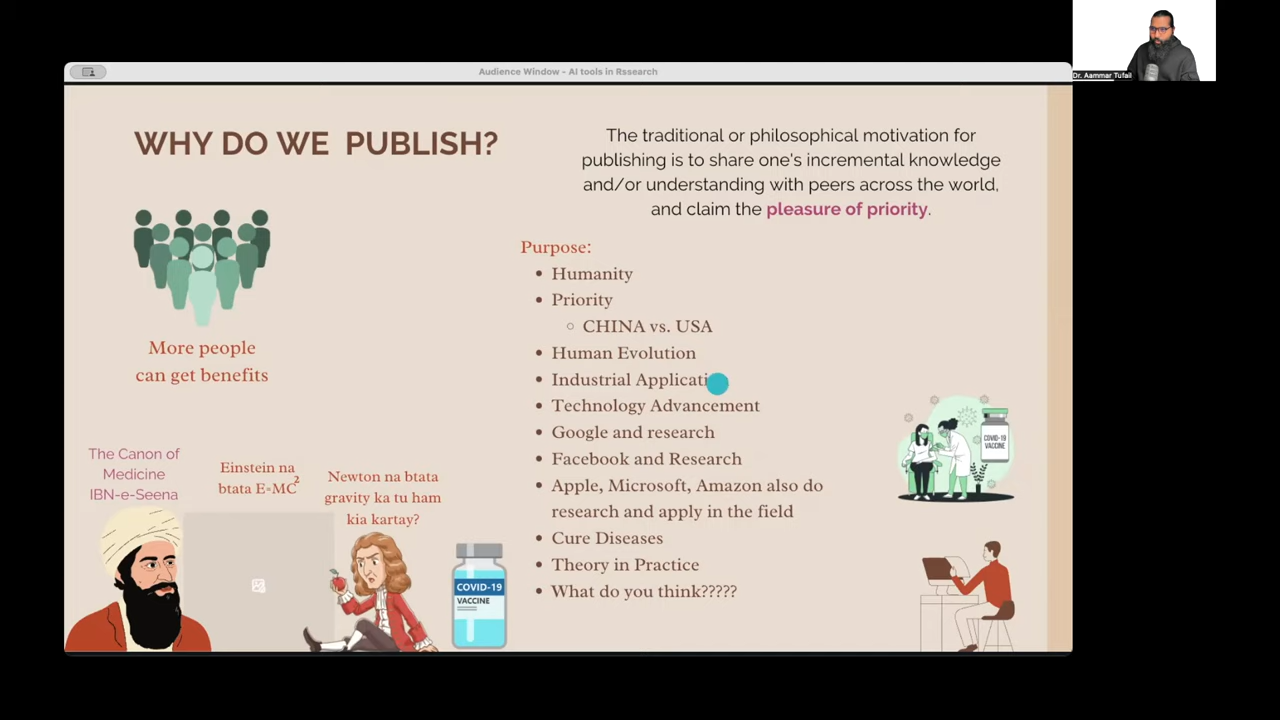 Audience Window - AI tools in Rssearch
Dr. Aammar Tufail
WHY DO WE PUBLISH?
The traditional or philosophical motivation for
publishing is to share one's incremental knowledge
and/or understanding with peers across the world,
and claim the pleasure of priority.
More people
can get benefits
Purpose:
• Humanity
• Priority
○ CHINA vs. USA
• Human Evolution
• Industrial Applicati
• Technology Advancement
• Google and research
• Facebook and Research
• Apple, Microsoft, Amazon also do
research and apply in the field
• Cure Diseases
• Theory in Practice
• What do you think?????
The Canon of
Medicine
IBN-e-Seena
Einstein na
btata E=MC²
Newton na btata
gravity ka tu ham
kia kartay?
COVID-19
VACCINE
COVID-19
VACCINE